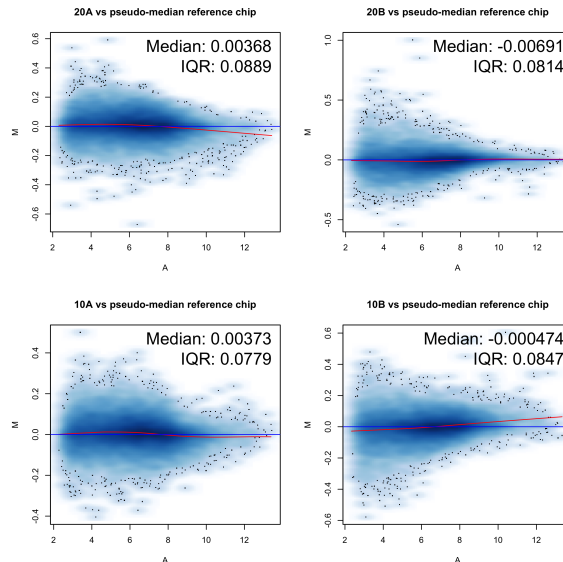 20A vs pseudo-median reference chip
Median: 0.00368
IQR: 0.0889
M
0.6
0.4
0.2
0.0
-0.2
-0.4
-0.6
2 4 6 8 10 12
A
20B vs pseudo-median reference chip
Median: -0.00691
IQR: 0.0814
M
1.0
0.5
0.0
-0.5
2 4 6 8 10 12
A
10A vs pseudo-median reference chip
Median: 0.00373
IQR: 0.0779
M
0.4
0.2
0.0
-0.2
-0.4
2 4 6 8 10 12
A
10B vs pseudo-median reference chip
Median: -0.000474
IQR: 0.0847
M
0.6
0.4
0.2
0.0
-0.2
-0.4
-0.6
2 4 6 8 10 12
A